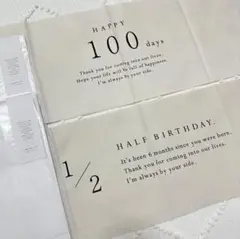 HAPPY
100 days
Thank you for coming into our lives.
Hope your life will be full of happiness.
I'm always by your side.
1/2
HALF BIRTHDAY.
It's been 6 months since you were born.
Thank you for coming into our lives.
I'm always by your side.